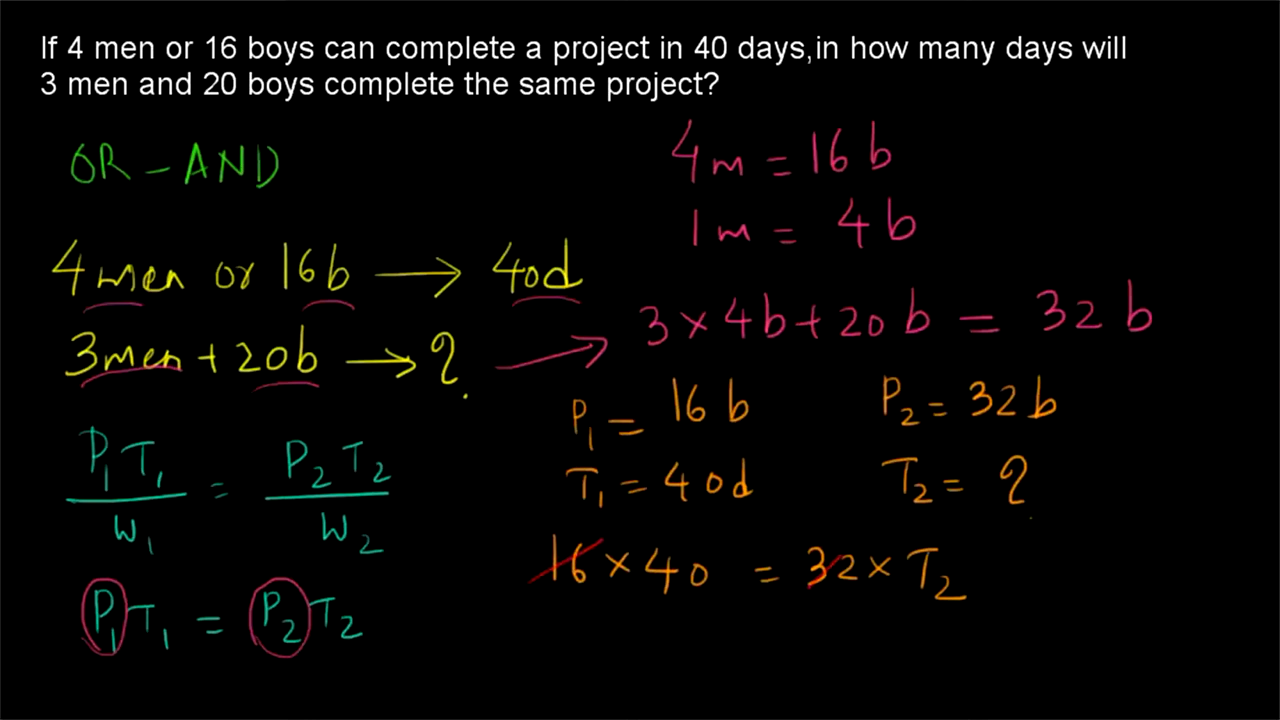 If 4 men or 16 boys can complete a project in 40 days,in how many days will
3 men and 20 boys complete the same project?
OR - AND
4 men or 16b → 40d
3men + 20b → ?
P₁T₁/W₁ = P₂T₂/W₂
P₁T₁ = P₂T₂
4m = 16b
1m = 4b
→ 3 × 4b + 20b = 32b
P₁ = 16b P₂ = 32b
T₁ = 40d T₂ = ?
16 × 40 = 32 × T₂